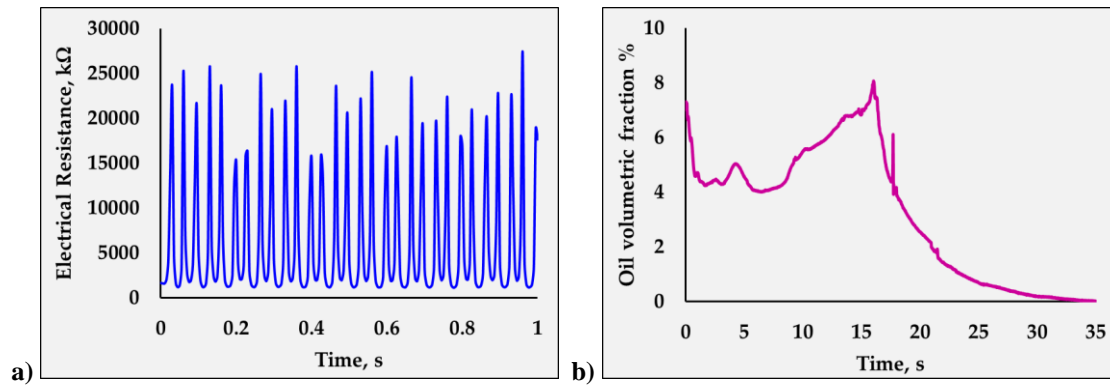 a)
Electrical Resistance, kΩ
30000
25000
20000
15000
10000
5000
0
0 0.2 0.4 0.6 0.8 1
Time, s
b)
Oil volumetric fraction %
10
8
6
4
2
0
0 5 10 15 20 25 30 35
Time, s